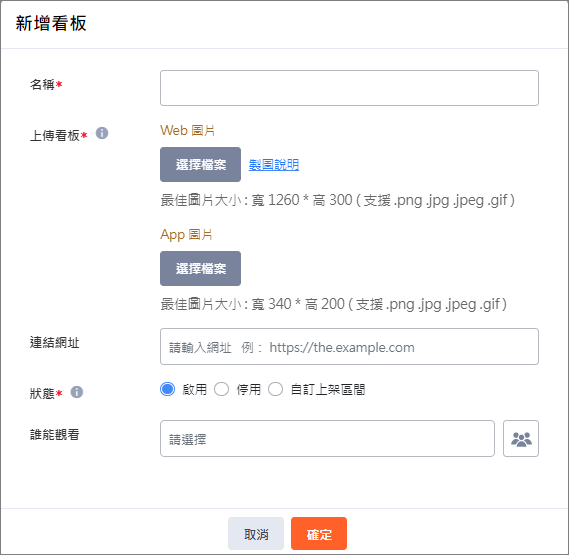 新增看板
名稱*
上傳看板*
Web 圖片
選擇檔案 製圖說明
最佳圖片大小 : 寬 1260 * 高 300 ( 支援 .png .jpg .jpeg .gif )
App 圖片
選擇檔案
最佳圖片大小 : 寬 340 * 高 200 ( 支援 .png .jpg .jpeg .gif )
連結網址 請輸入網址 例： https://the.example.com
狀態* 啟用 停用 自訂上架區間
誰能觀看 請選擇
取消 確定